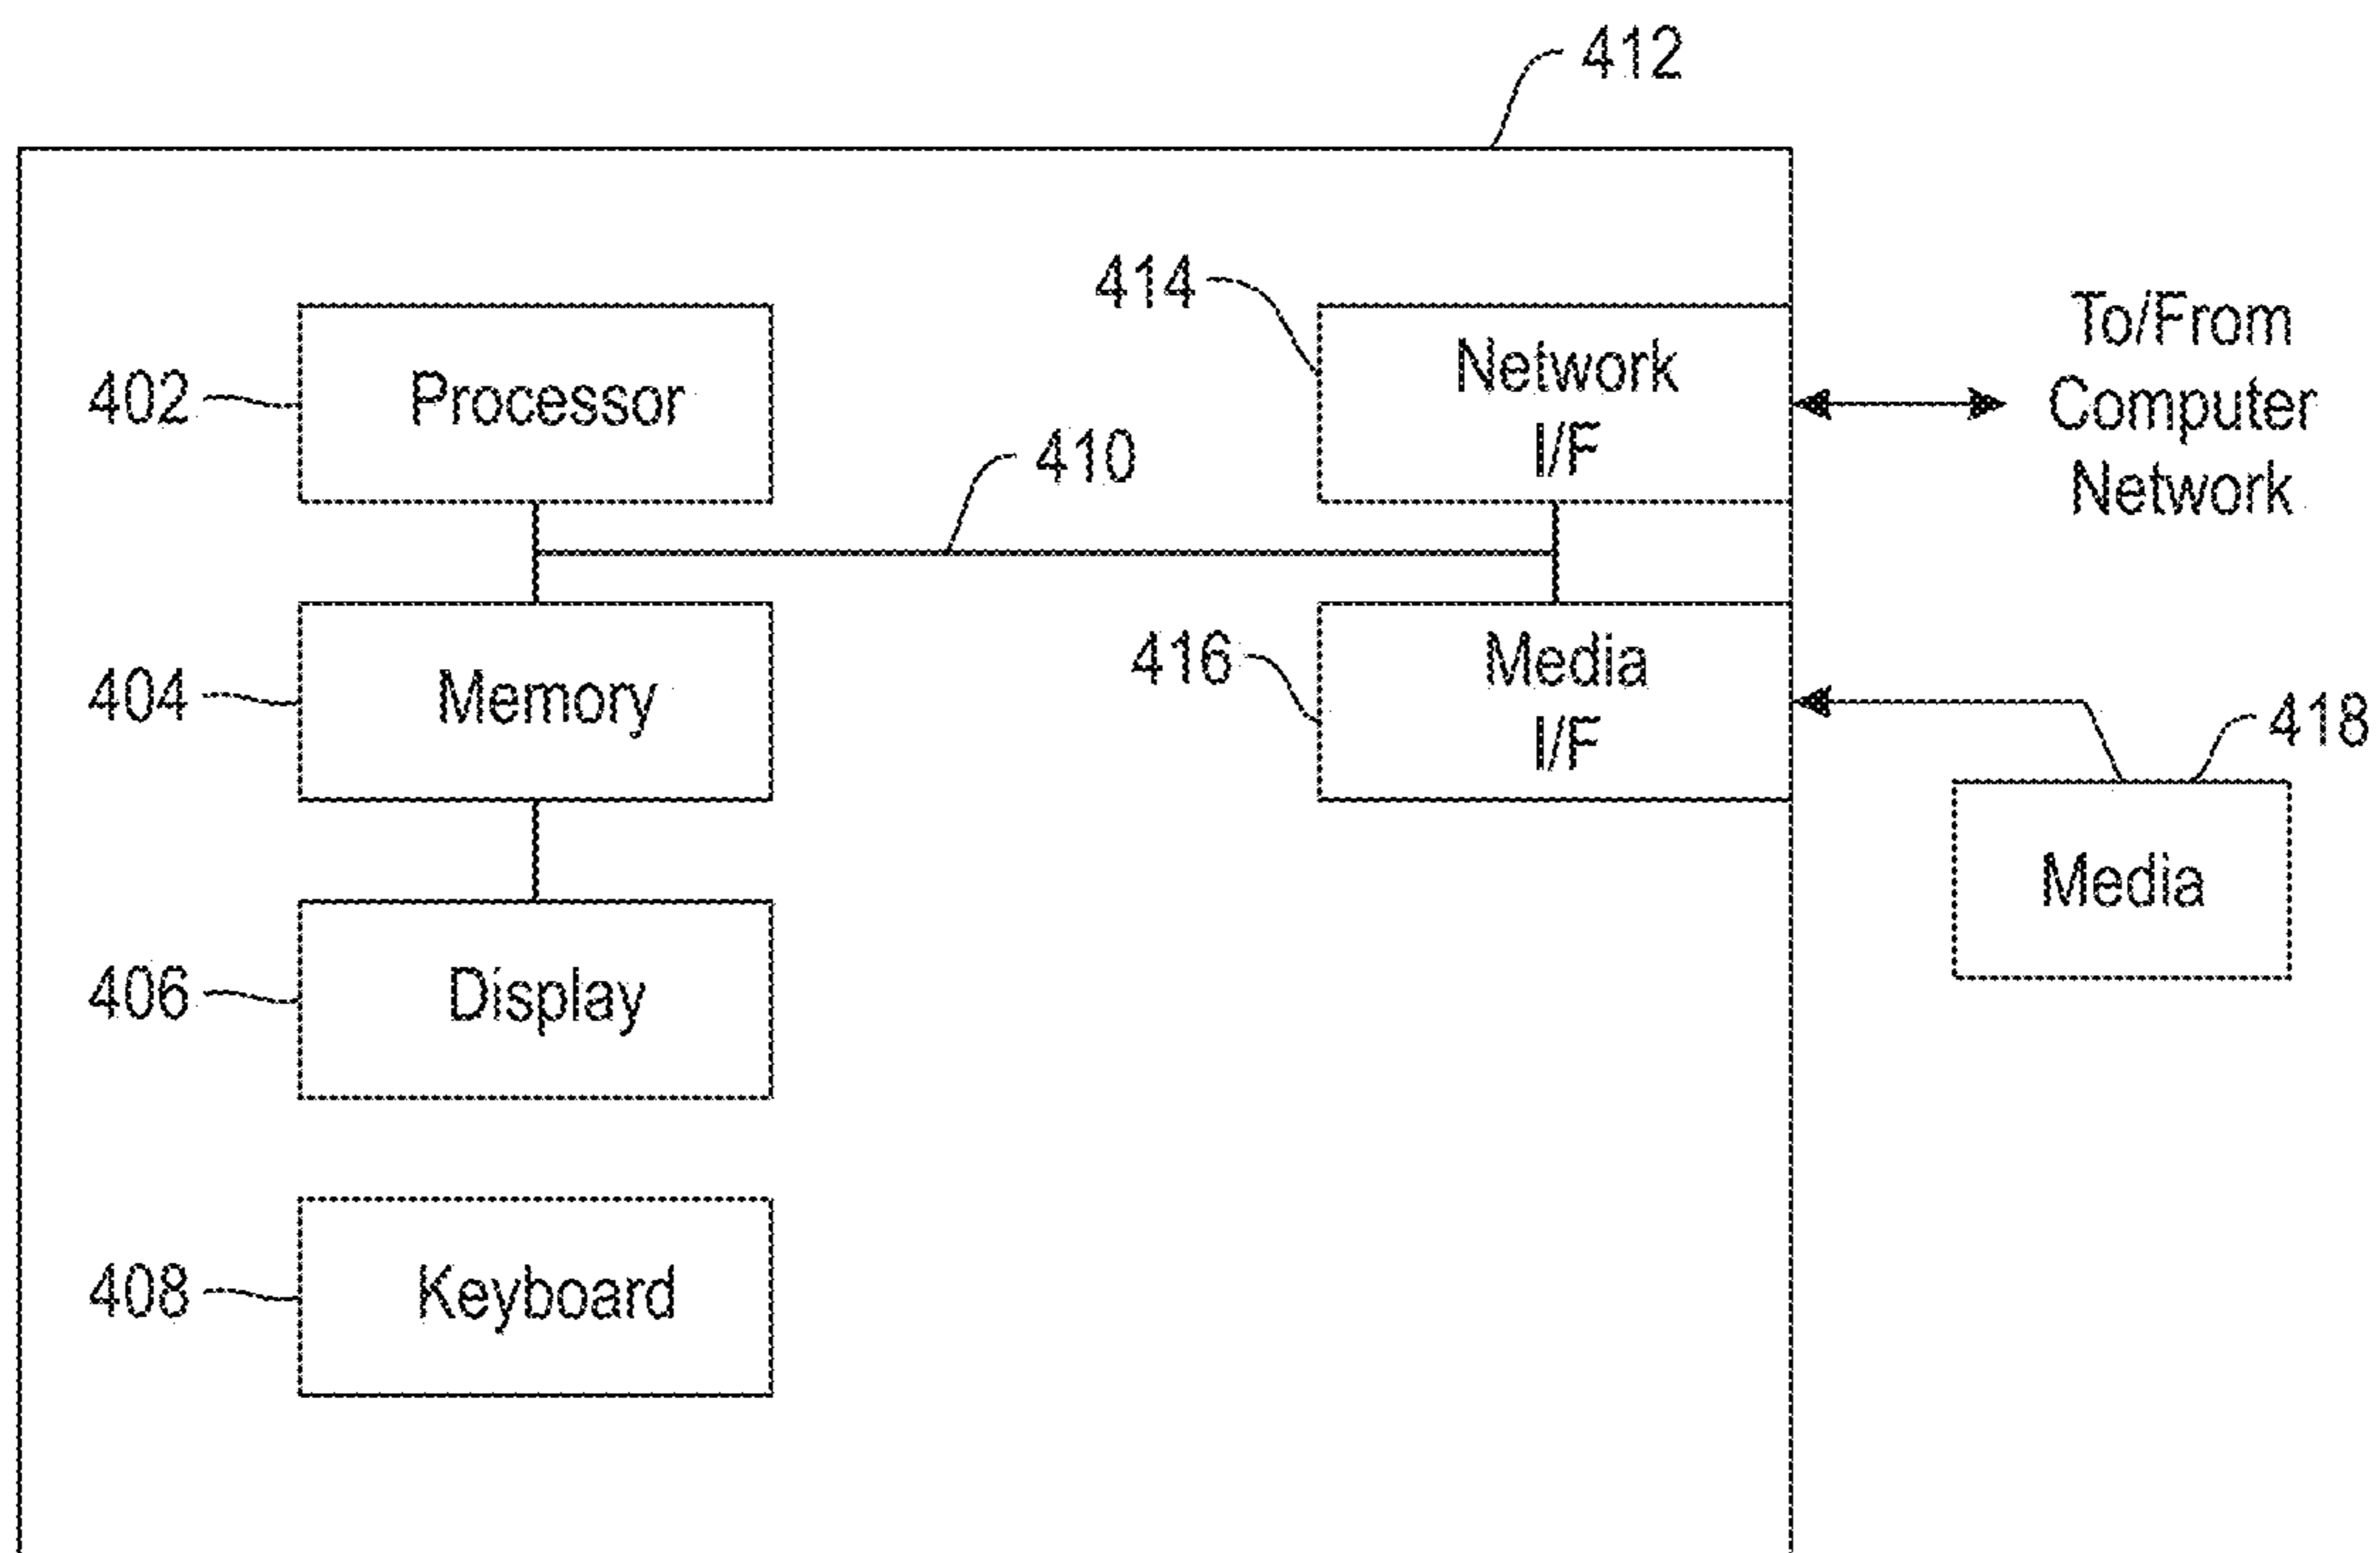 412
414
Network
I/F
To/From
Computer
Network
402
Processor
410
404
Memory
416
Media
I/F
418
Media
406
Display
408
Keyboard